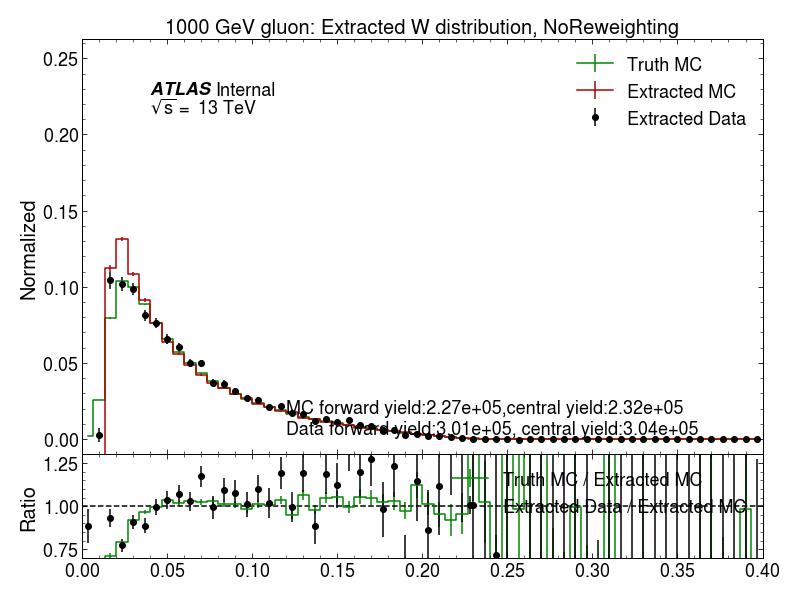 1000 GeV gluon: Extracted W distribution, NoReweighting
0.25
Truth MC
ATLAS Internal
Extracted MC
√s = 13 TeV
Extracted Data
0.20
0.15
Normalized
0.10
0.05
MC forward yield:2.27e+05,central yield:2.32e+05
Data forward yield:3.01e+05, central yield:3.04e+05
0.00
1.25
Truth MC / Extracted MC
Ratio
1.00
Extracted Data / Extracted MC
0.75
0.00 0.05 0.10 0.15 0.20 0.25 0.30 0.35 0.40